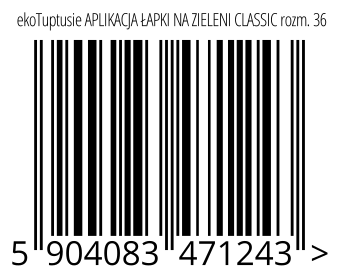 ekoTuptusie APLIKACJA ŁAPKI NA ZIELENI CLASSIC rozm. 36
5 904083 471243 >